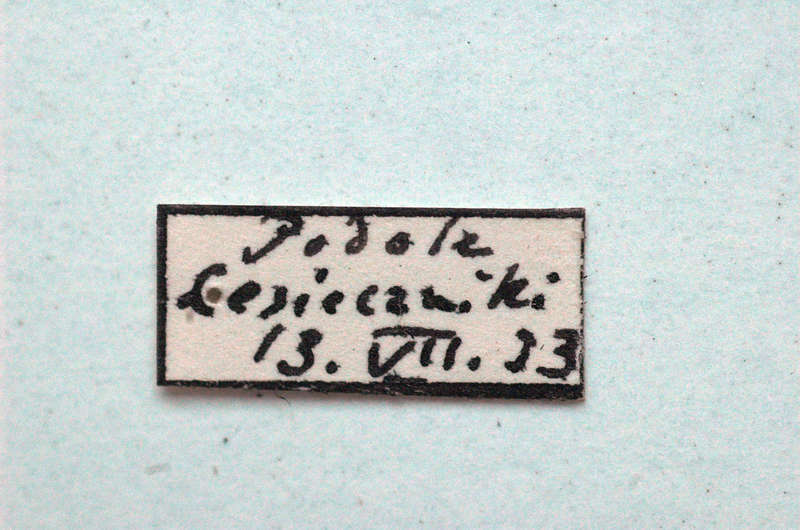 Podole
Lesieczniki
13. VII. 33